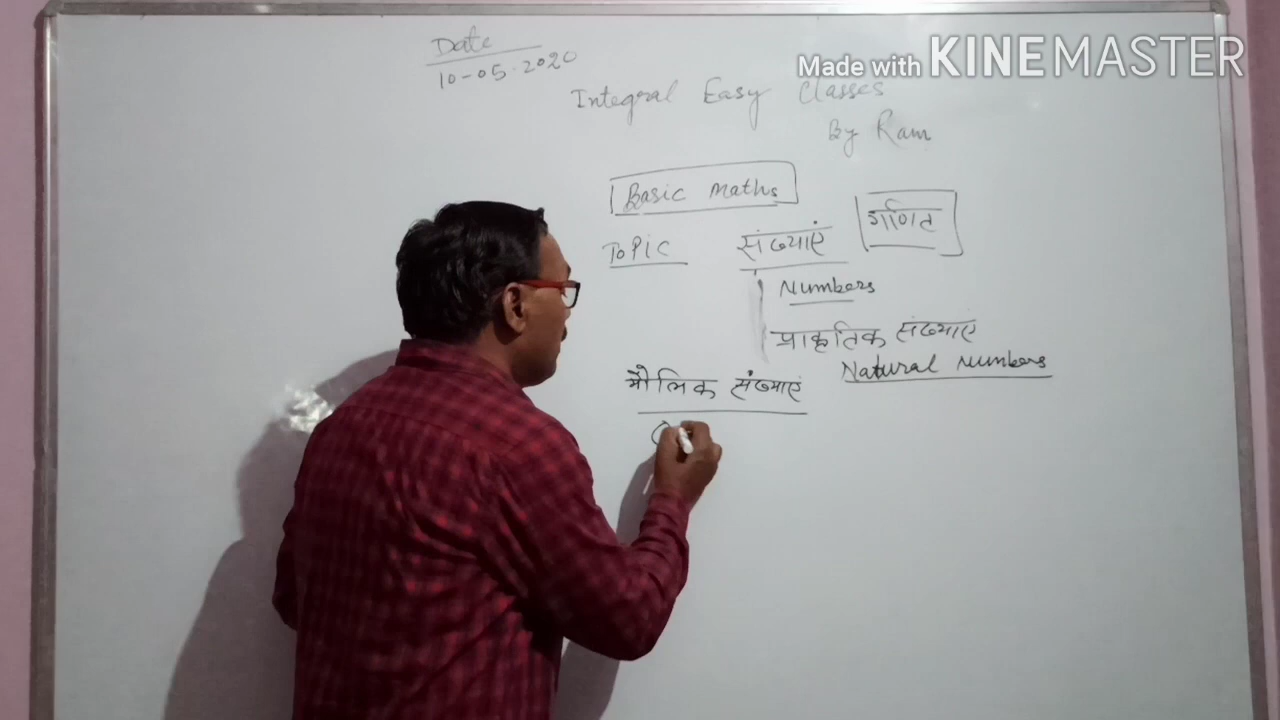 Date
10-05-2020
Made with KINEMASTER
Integral Easy Classes
By Ram
Basic Maths
गणित
Topic संख्याएं
Numbers
प्राकृतिक संख्याएं
Natural Numbers
मौलिक संख्याएं